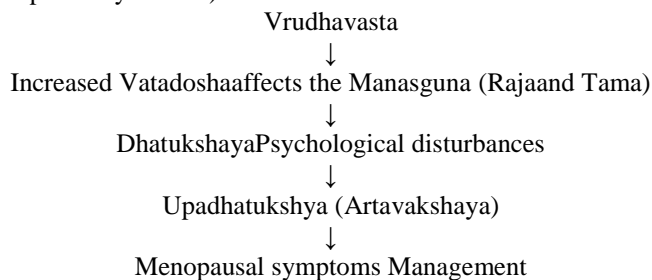 Vrudhavasta
↓
Increased Vatadoshaaffects the Manasguna (Rajaand Tama)
↓
DhatukshayaPsychological disturbances
↓
Upadhatukshya (Artavakshaya)
↓
Menopausal symptoms Management